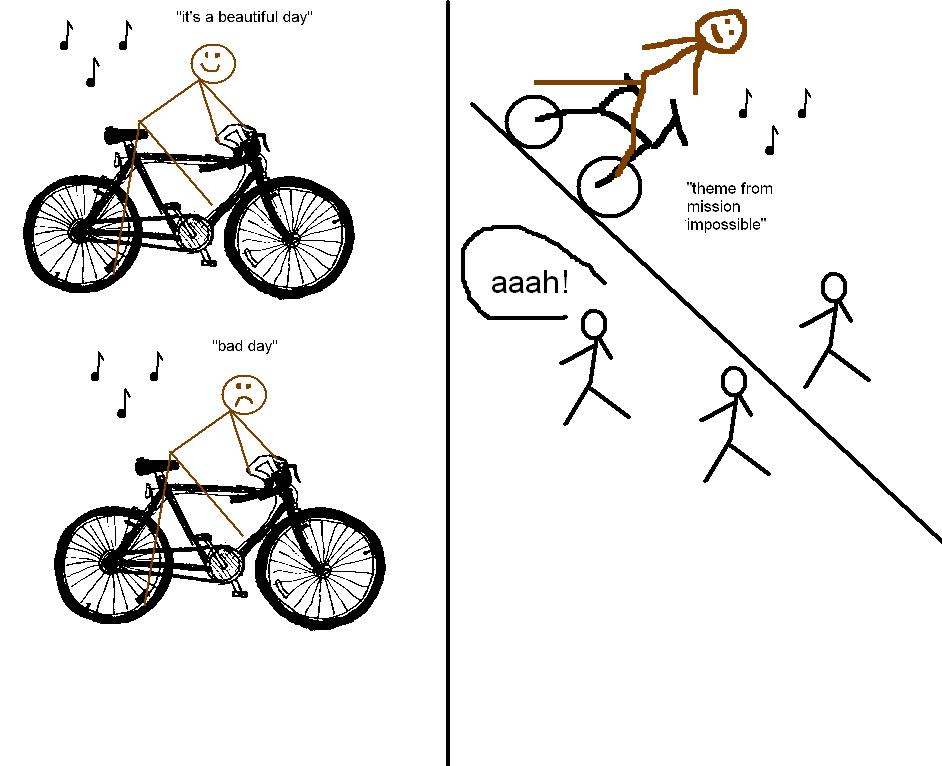 "it's a beautiful day"
"bad day"
"theme from
mission
impossible"
aaah!